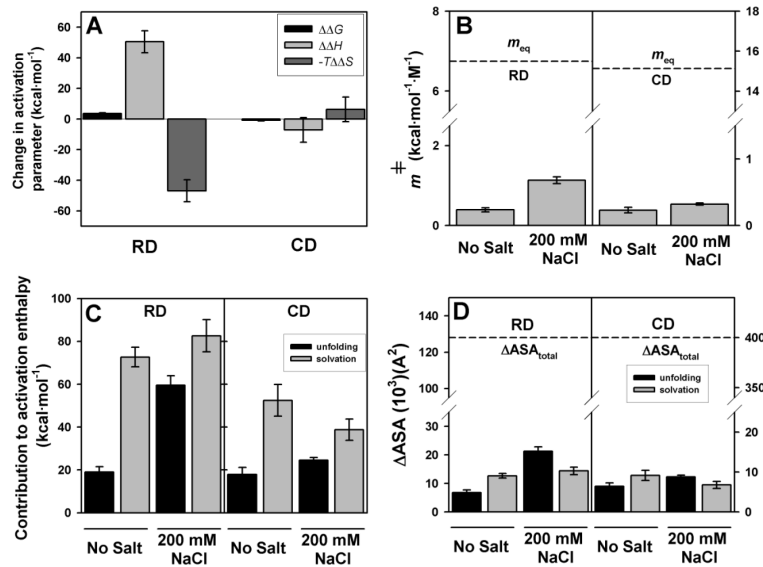 A
ΔΔG
ΔΔH
-TΔΔS
Change in activation
parameter (kcal·mol⁻¹)
60
40
20
0
-20
-40
-60
RD
CD
B
m‡ (kcal·mol⁻¹·M⁻¹)
8
6
2
0
m_eq
RD
m_eq
CD
18
16
14
1
0
No Salt
200 mM
NaCl
No Salt
200 mM
NaCl
C
RD
CD
unfolding
solvation
Contribution to activation enthalpy
(kcal·mol⁻¹)
100
80
60
40
20
0
No Salt
200 mM
NaCl
No Salt
200 mM
NaCl
D
RD
CD
ΔASA_total
ΔASA_total
unfolding
solvation
ΔASA (10³)(A²)
140
120
100
30
20
10
0
400
350
20
10
0
No Salt
200 mM
NaCl
No Salt
200 mM
NaCl